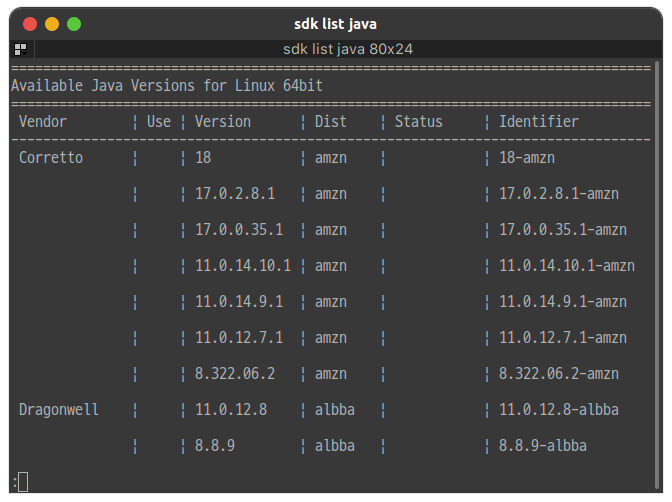 sdk list java
sdk list java 80x24
================================================================================
Available Java Versions for Linux 64bit
================================================================================
 Vendor        | Use | Version      | Dist    | Status     | Identifier
--------------------------------------------------------------------------------
 Corretto      |     | 18           | amzn    |            | 18-amzn
               |     | 17.0.2.8.1   | amzn    |            | 17.0.2.8.1-amzn
               |     | 17.0.0.35.1  | amzn    |            | 17.0.0.35.1-amzn
               |     | 11.0.14.10.1 | amzn    |            | 11.0.14.10.1-amzn
               |     | 11.0.14.9.1  | amzn    |            | 11.0.14.9.1-amzn
               |     | 11.0.12.7.1  | amzn    |            | 11.0.12.7.1-amzn
               |     | 8.322.06.2   | amzn    |            | 8.322.06.2-amzn
 Dragonwell    |     | 11.0.12.8    | albba   |            | 11.0.12.8-albba
               |     | 8.8.9        | albba   |            | 8.8.9-albba
: